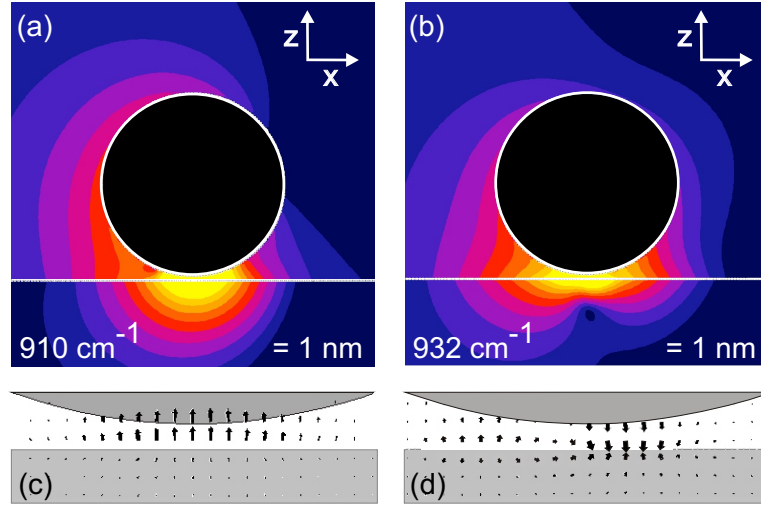 (a)
z
x
910 cm-1
= 1 nm
(b)
z
x
932 cm-1
= 1 nm
(c)
(d)